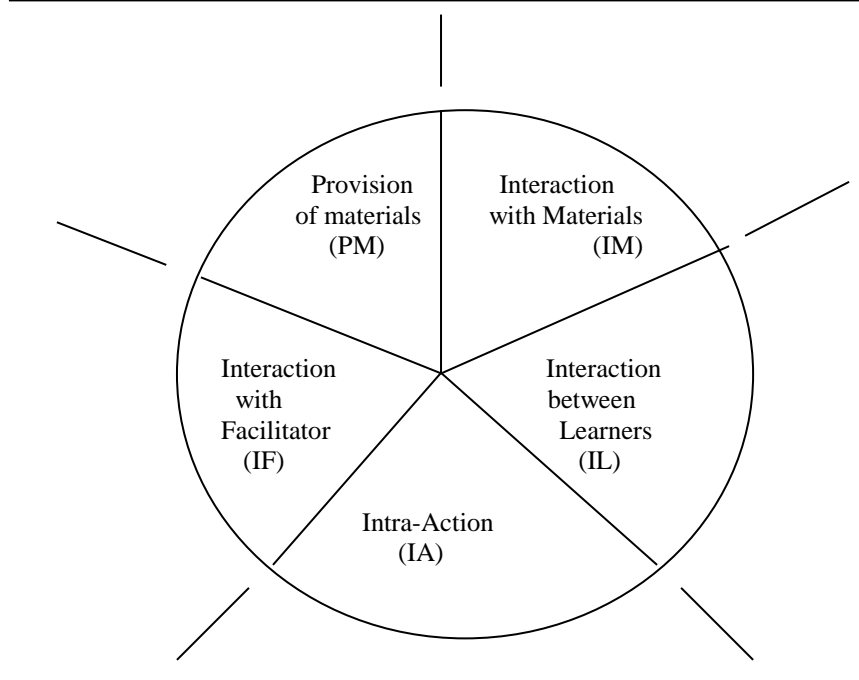 Provision
of materials
(PM)
Interaction
with Materials
(IM)
Interaction
with
Facilitator
(IF)
Interaction
between
Learners
(IL)
Intra-Action
(IA)